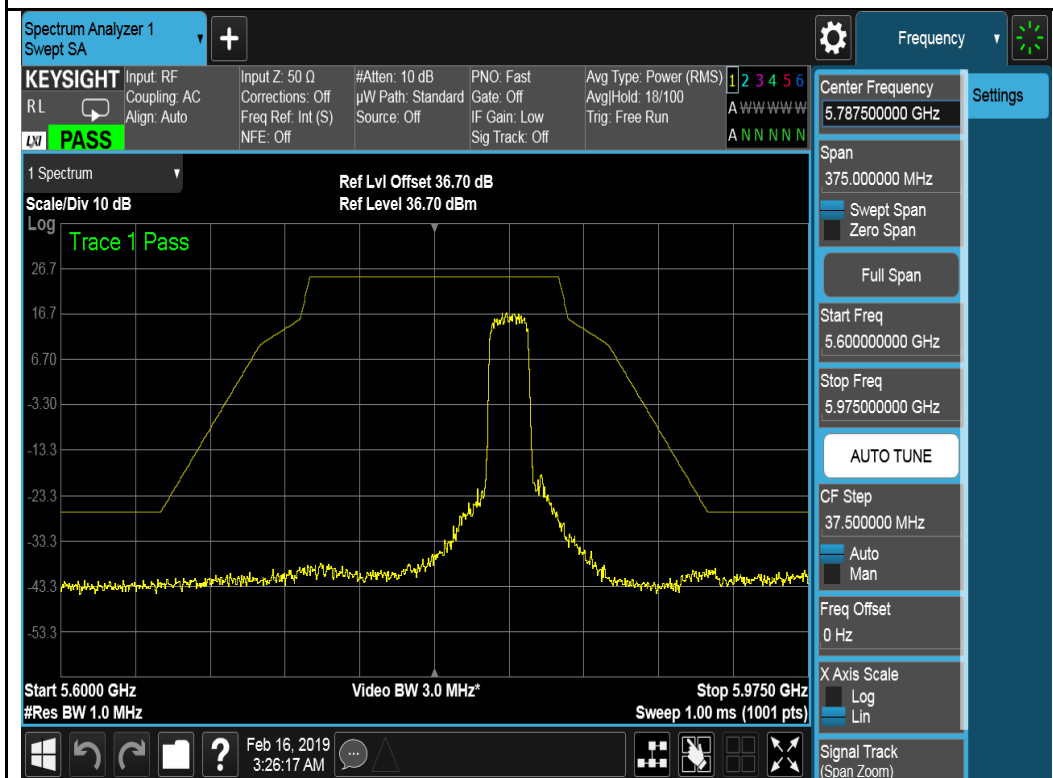 Spectrum Analyzer 1
Swept SA
+
Frequency
KEYSIGHT
RL
LXI
PASS
Input: RF
Coupling: AC
Align: Auto
Input Z: 50 Ω
Corrections: Off
Freq Ref: Int (S)
NFE: Off
#Atten: 10 dB
µW Path: Standard
Source: Off
PNO: Fast
Gate: Off
IF Gain: Low
Sig Track: Off
Avg Type: Power (RMS)
Avg|Hold: 18/100
Trig: Free Run
1 2 3 4 5 6
A W W W W W
A N N N N N
1 Spectrum
Scale/Div 10 dB
Ref Lvl Offset 36.70 dB
Ref Level 36.70 dBm
Log
Trace 1 Pass
26.7
16.7
6.70
-3.30
-13.3
-23.3
-33.3
-43.3
-53.3
Start 5.6000 GHz
#Res BW 1.0 MHz
Video BW 3.0 MHz*
Stop 5.9750 GHz
Sweep 1.00 ms (1001 pts)
?
Feb 16, 2019
3:26:17 AM
Center Frequency
5.787500000 GHz
Settings
Span
375.000000 MHz
Swept Span
Zero Span
Full Span
Start Freq
5.600000000 GHz
Stop Freq
5.975000000 GHz
AUTO TUNE
CF Step
37.500000 MHz
Auto
Man
Freq Offset
0 Hz
X Axis Scale
Log
Lin
Signal Track
(Span Zoom)